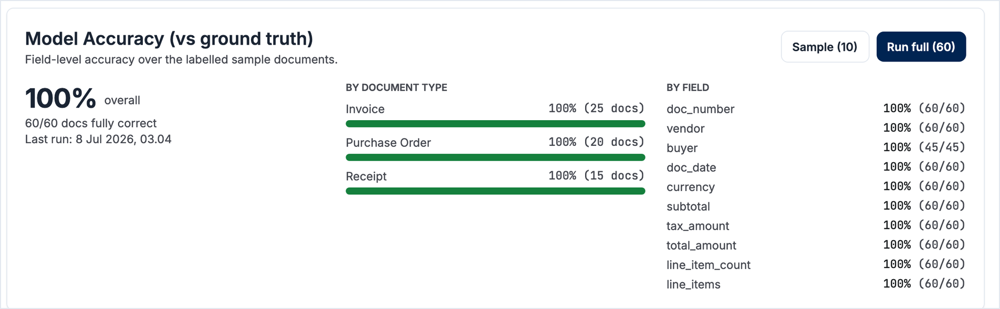 Model Accuracy (vs ground truth)
Field-level accuracy over the labelled sample documents.
Sample (10)
Run full (60)
100% overall
60/60 docs fully correct
Last run: 8 Jul 2026, 03.04
BY DOCUMENT TYPE
Invoice 100% (25 docs)
Purchase Order 100% (20 docs)
Receipt 100% (15 docs)
BY FIELD
doc_number 100% (60/60)
vendor 100% (60/60)
buyer 100% (45/45)
doc_date 100% (60/60)
currency 100% (60/60)
subtotal 100% (60/60)
tax_amount 100% (60/60)
total_amount 100% (60/60)
line_item_count 100% (60/60)
line_items 100% (60/60)